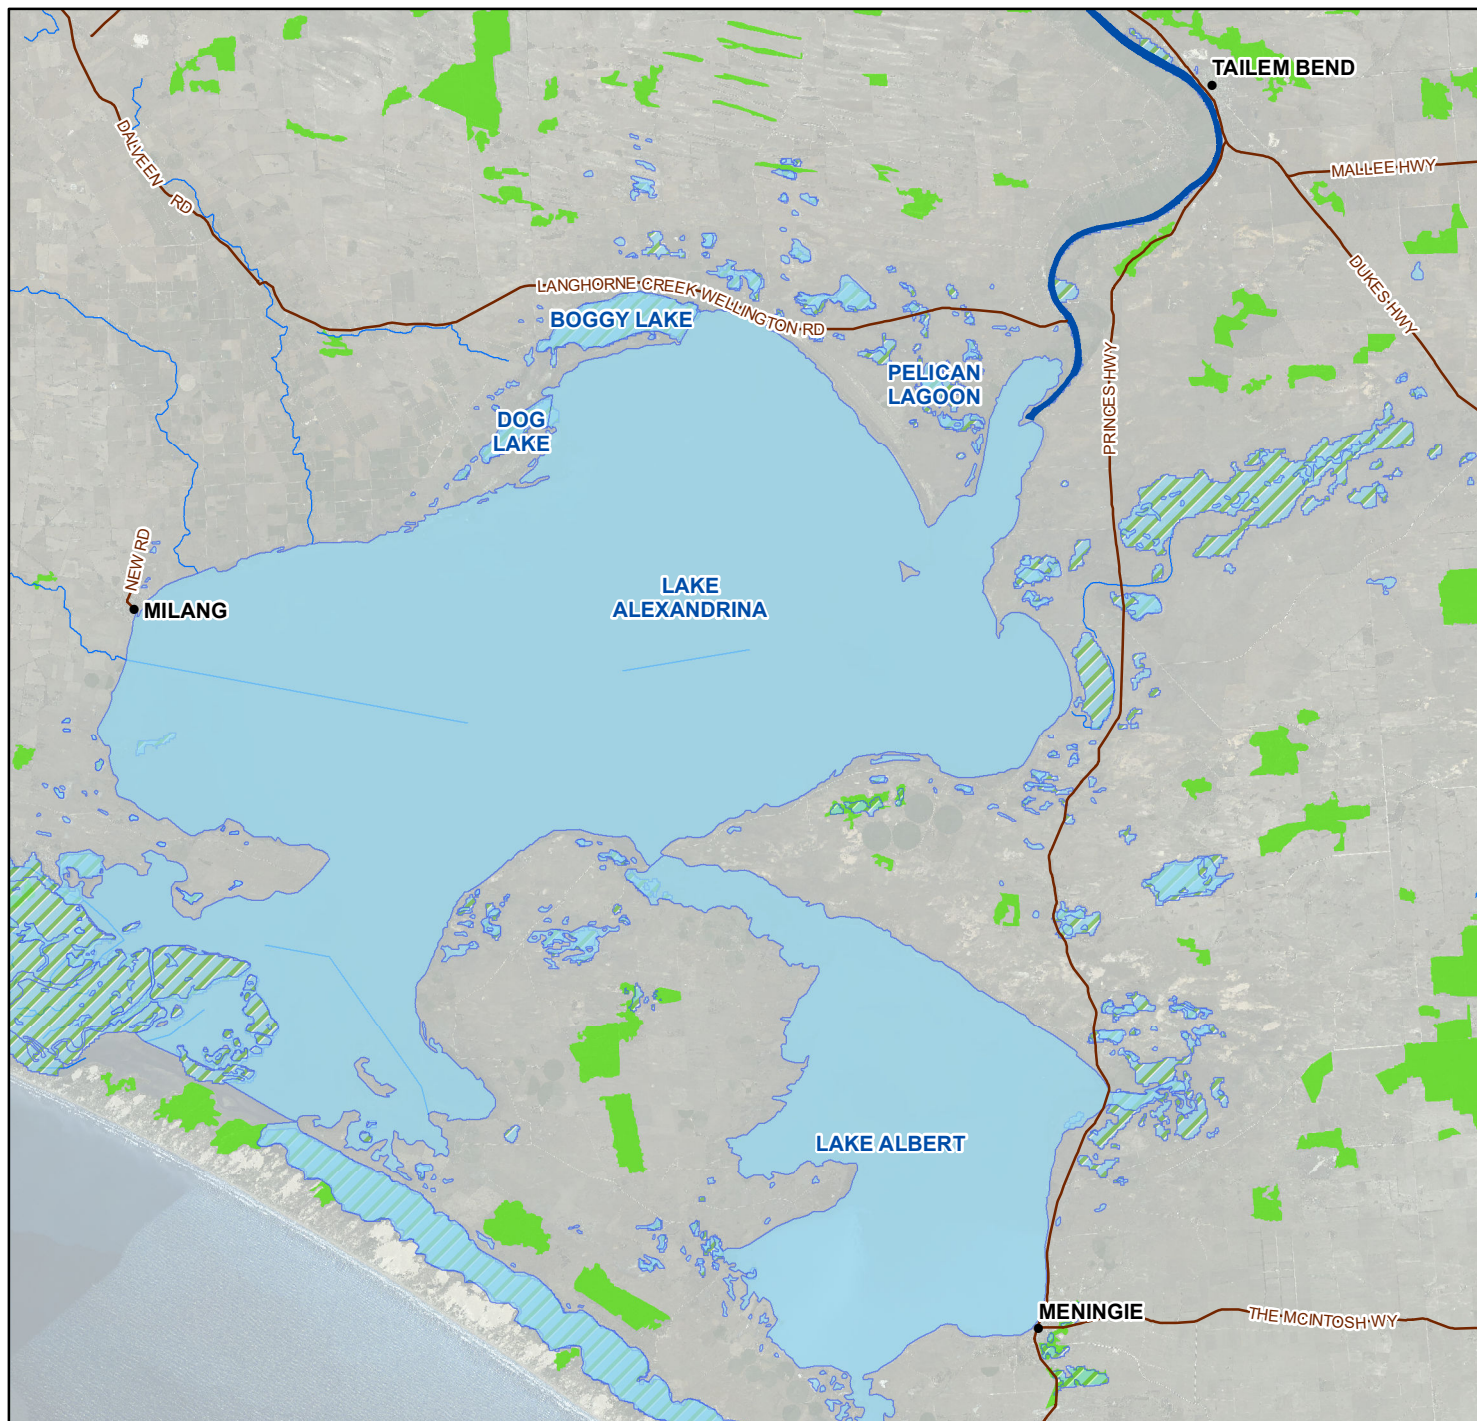 TAILEM BEND
DALVEEN RD
MALLEE HWY
DUKES HWY
LANGHORNE CREEK WELLINGTON RD
BOGGY LAKE
PELICAN
LAGOON
PRINCES HWY
DOG
LAKE
NEW RD
LAKE
ALEXANDRINA
MILANG
LAKE ALBERT
MENINGIE
THE MCINTOSH WY